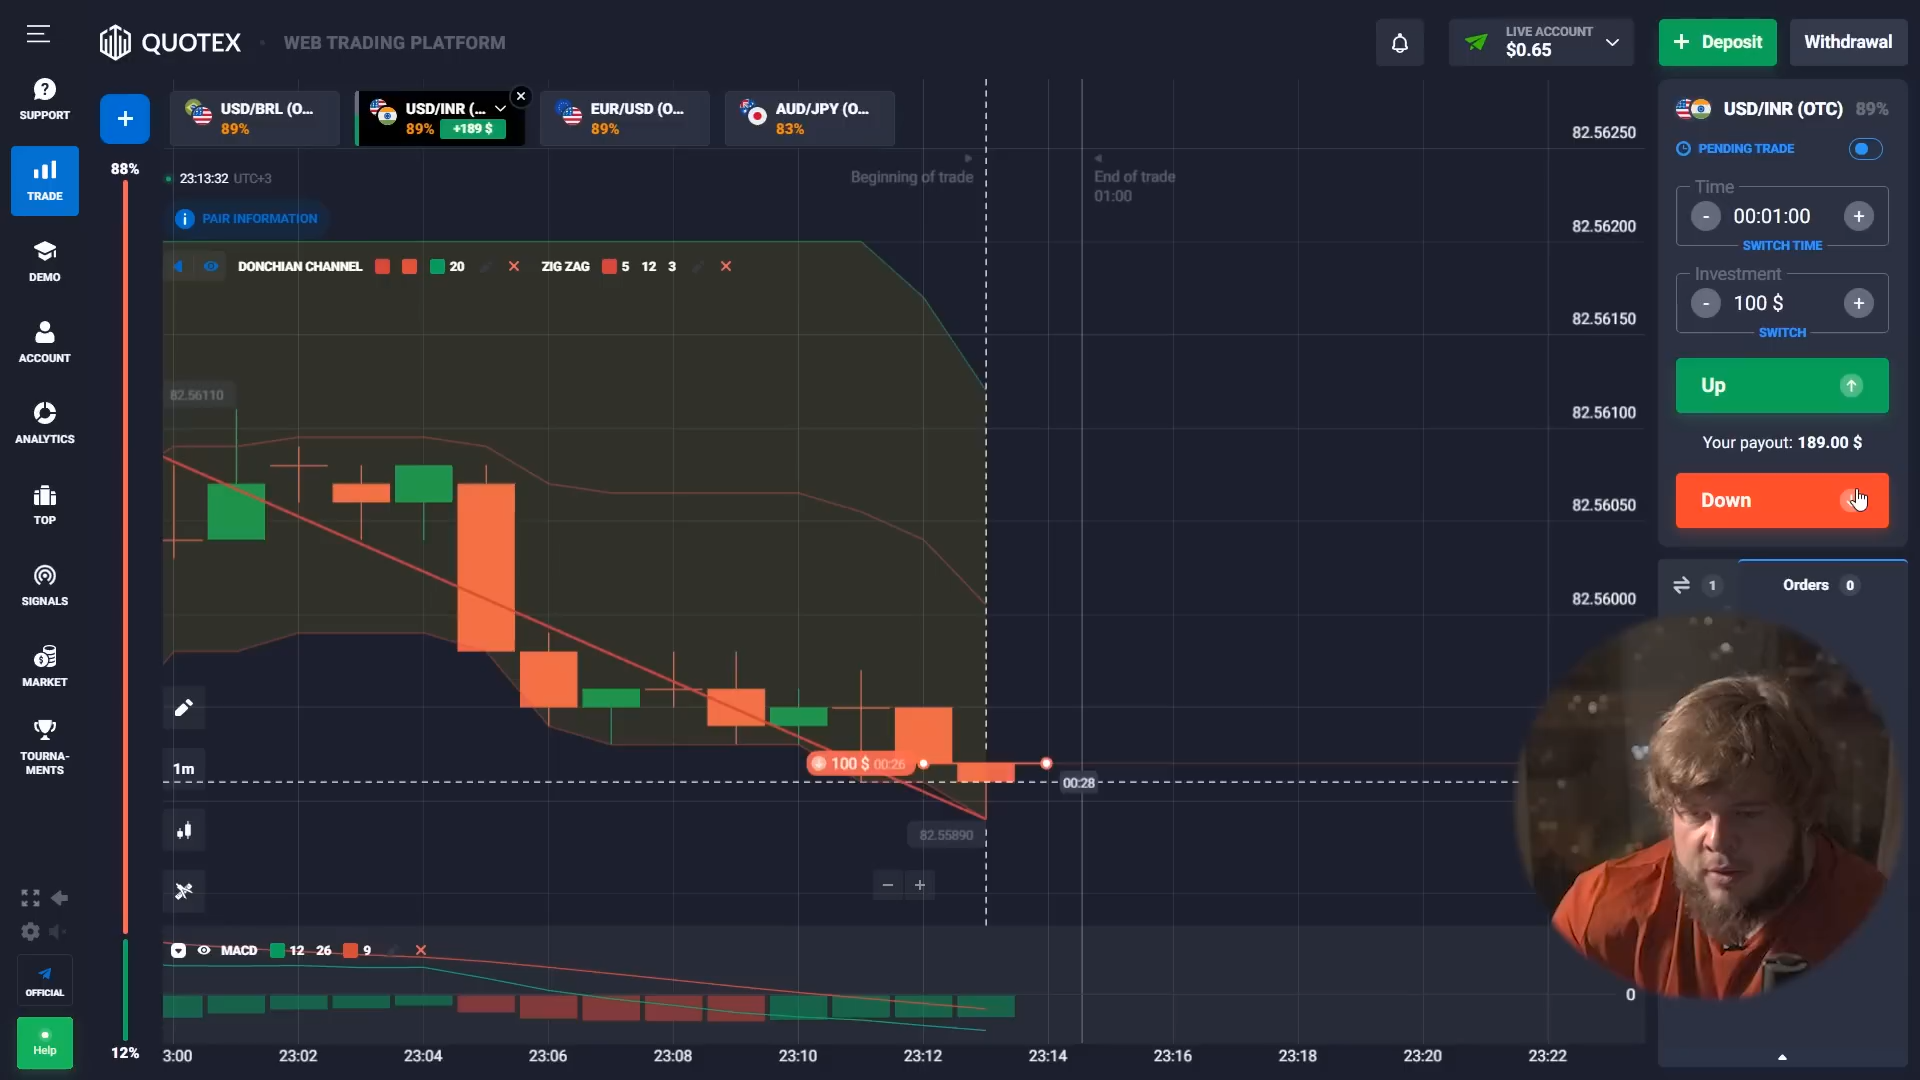 QUOTEX
WEB TRADING PLATFORM
LIVE ACCOUNT
$0.65
+ Deposit
Withdrawal
SUPPORT
TRADE
DEMO
ACCOUNT
ANALYTICS
TOP
SIGNALS
MARKET
TOURNA-
MENTS
OFFICIAL
Help
88%
12%
+
USD/BRL (O...
89%
USD/INR (...
89% +189 $
EUR/USD (O...
89%
AUD/JPY (O...
83%
23:13:32 UTC+3
PAIR INFORMATION
Beginning of trade
End of trade
01:00
DONCHIAN CHANNEL 20 ZIG ZAG 5 12 3
82.56110
82.56250
82.56200
82.56150
82.56100
82.56050
82.56000
100 $ 00:26
00:28
82.55890
1m
− +
MACD 12 26 9
0
3:00 23:02 23:04 23:06 23:08 23:10 23:12 23:14 23:16 23:18 23:20 23:22
USD/INR (OTC) 89%
PENDING TRADE
Time
- 00:01:00 +
SWITCH TIME
Investment
- 100 $ +
SWITCH
Up
Your payout: 189.00 $
Down
1 Orders 0